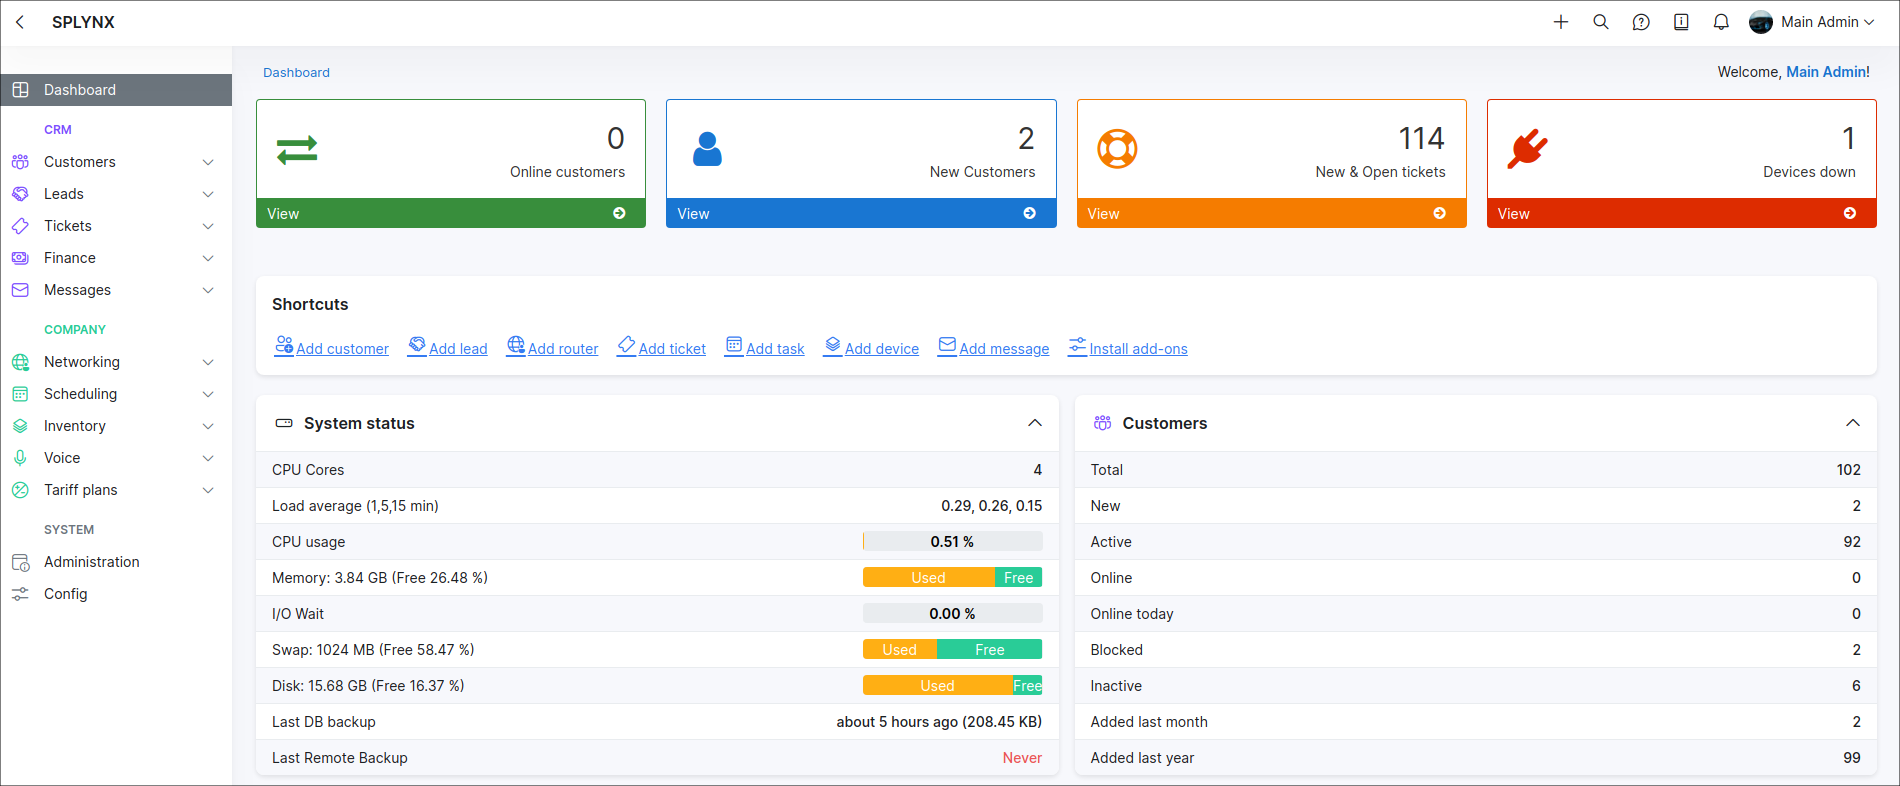 SPLYNX
Main Admin
Dashboard
CRM
Customers
Leads
Tickets
Finance
Messages
COMPANY
Networking
Scheduling
Inventory
Voice
Tariff plans
SYSTEM
Administration
Config
Dashboard
Welcome, Main Admin!
0
Online customers
View
2
New Customers
View
114
New & Open tickets
View
1
Devices down
View
Shortcuts
Add customer Add lead Add router Add ticket Add task Add device Add message Install add-ons
System status
CPU Cores 4
Load average (1,5,15 min) 0.29, 0.26, 0.15
CPU usage 0.51 %
Memory: 3.84 GB (Free 26.48 %) Used Free
I/O Wait 0.00 %
Swap: 1024 MB (Free 58.47 %) Used Free
Disk: 15.68 GB (Free 16.37 %) Used Free
Last DB backup about 5 hours ago (208.45 KB)
Last Remote Backup Never
Customers
Total 102
New 2
Active 92
Online 0
Online today 0
Blocked 2
Inactive 6
Added last month 2
Added last year 99